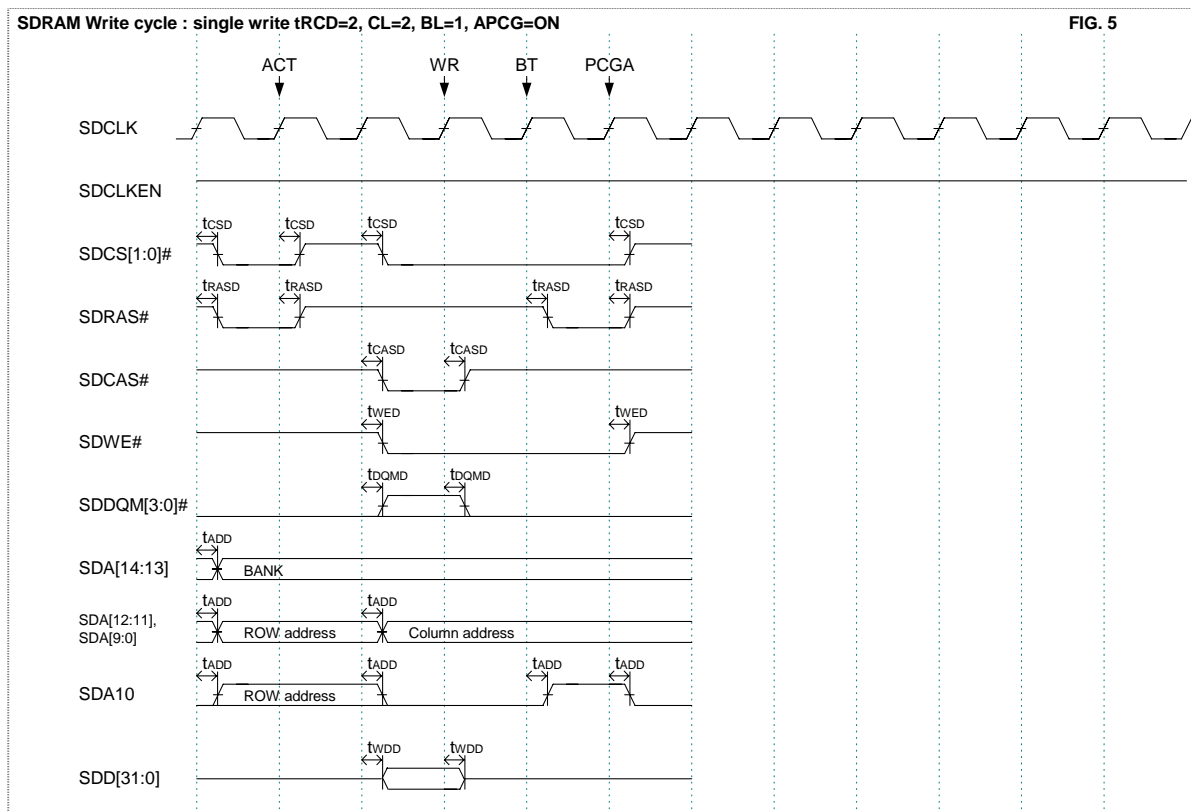 SDRAM Write cycle : single write tRCD=2, CL=2, BL=1, APCG=ON FIG. 5
ACT WR BT PCGA
SDCLK
SDCLKEN
tCSD tCSD tCSD tCSD
SDCS[1:0]#
tRASD tRASD tRASD tRASD
SDRAS#
tCASD tCASD
SDCAS#
tWED tWED
SDWE#
tDQMD tDQMD
SDDQM[3:0]#
tADD
SDA[14:13] BANK
tADD tADD
SDA[12:11],
SDA[9:0] ROW address Column address
tADD tADD tADD tADD
SDA10 ROW address
tWDD tWDD
SDD[31:0]